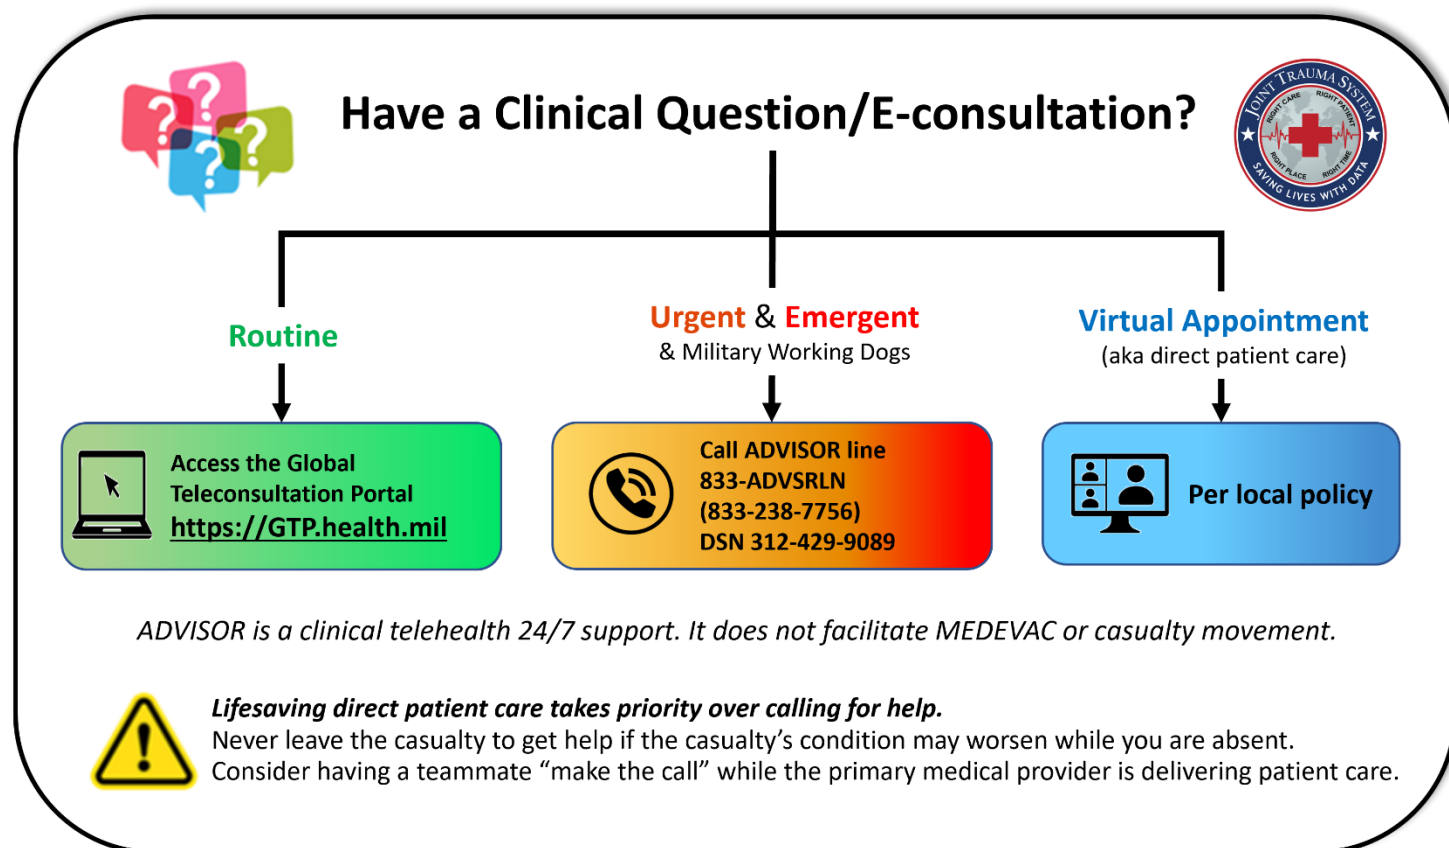 Have a Clinical Question/E-consultation?
JOINT TRAUMA SYSTEM
RIGHT CARE
RIGHT PATIENT
RIGHT PLACE
RIGHT TIME
SAVING LIVES WITH DATA
? ? ? ?
Routine
Access the Global
Teleconsultation Portal
https://GTP.health.mil
Urgent & Emergent
& Military Working Dogs
Call ADVISOR line
833-ADVSRLN
(833-238-7756)
DSN 312-429-9089
Virtual Appointment
(aka direct patient care)
Per local policy
ADVISOR is a clinical telehealth 24/7 support. It does not facilitate MEDEVAC or casualty movement.
!
Lifesaving direct patient care takes priority over calling for help.
Never leave the casualty to get help if the casualty’s condition may worsen while you are absent.
Consider having a teammate “make the call” while the primary medical provider is delivering patient care.